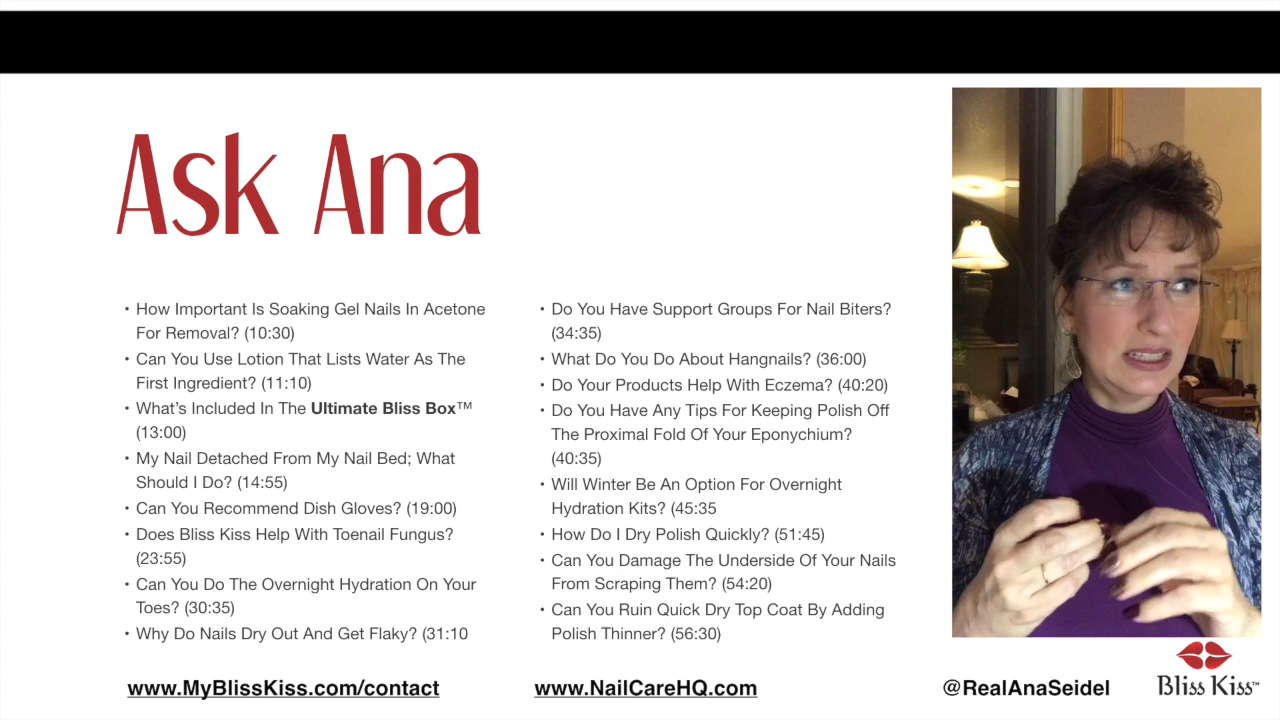 Ask Ana
• How Important Is Soaking Gel Nails In Acetone
For Removal? (10:30)
• Can You Use Lotion That Lists Water As The
First Ingredient? (11:10)
• What’s Included In The Ultimate Bliss Box™
(13:00)
• My Nail Detached From My Nail Bed; What
Should I Do? (14:55)
• Can You Recommend Dish Gloves? (19:00)
• Does Bliss Kiss Help With Toenail Fungus?
(23:55)
• Can You Do The Overnight Hydration On Your
Toes? (30:35)
• Why Do Nails Dry Out And Get Flaky? (31:10
• Do You Have Support Groups For Nail Biters?
(34:35)
• What Do You Do About Hangnails? (36:00)
• Do Your Products Help With Eczema? (40:20)
• Do You Have Any Tips For Keeping Polish Off
The Proximal Fold Of Your Eponychium?
(40:35)
• Will Winter Be An Option For Overnight
Hydration Kits? (45:35
• How Do I Dry Polish Quickly? (51:45)
• Can You Damage The Underside Of Your Nails
From Scraping Them? (54:20)
• Can You Ruin Quick Dry Top Coat By Adding
Polish Thinner? (56:30)
www.MyBlissKiss.com/contact
www.NailCareHQ.com
@RealAnaSeidel
Bliss Kiss™